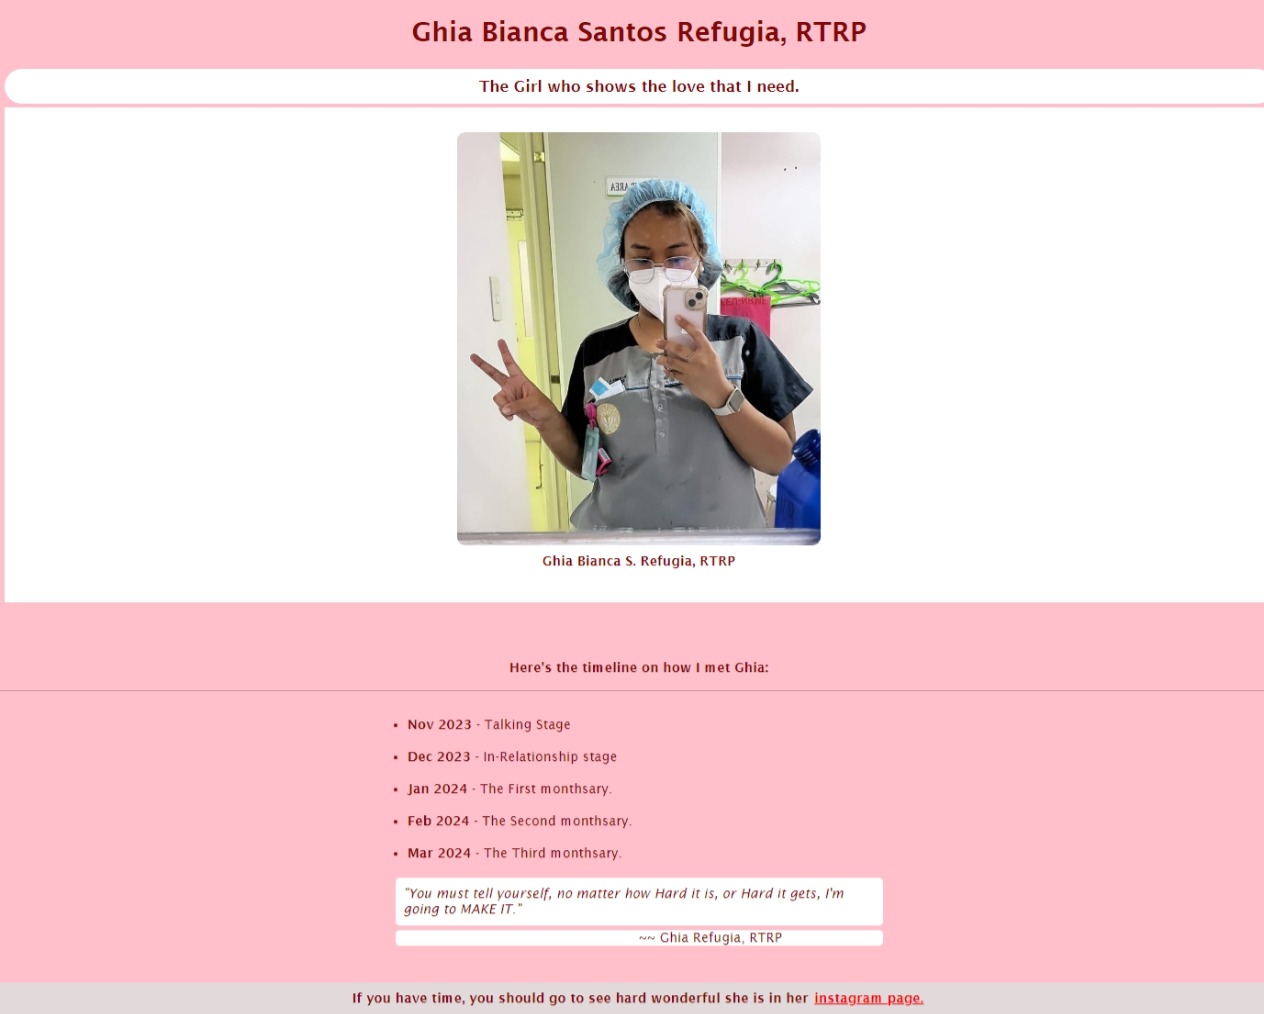 Ghia Bianca Santos Refugia, RTRP
The Girl who shows the love that I need.
AREA
Ghia Bianca S. Refugia, RTRP
Here's the timeline on how I met Ghia:
• Nov 2023 - Talking Stage
• Dec 2023 - In-Relationship stage
• Jan 2024 - The First monthsary.
• Feb 2024 - The Second monthsary.
• Mar 2024 - The Third monthsary.
"You must tell yourself, no matter how Hard it is, or Hard it gets, I'm
going to MAKE IT."
~~ Ghia Refugia, RTRP
If you have time, you should go to see hard wonderful she is in her instagram page.